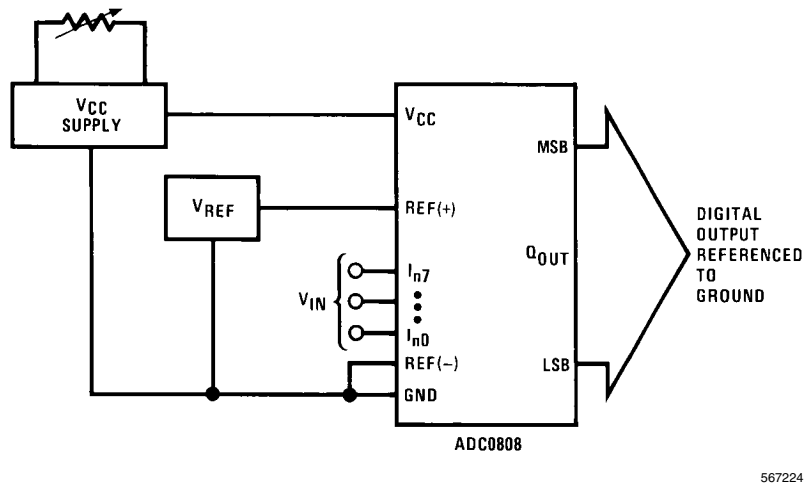 VCC
SUPPLY
VCC
MSB
VREF
REF(+)
DIGITAL
OUTPUT
REFERENCED
TO
GROUND
QOUT
In7
VIN
In0
REF(−)
LSB
GND
ADC0808
567224